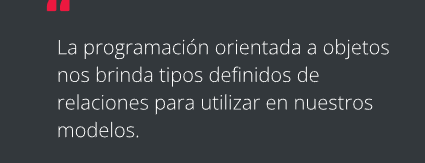 “
La programación orientada a objetos
nos brinda tipos definidos de
relaciones para utilizar en nuestros
modelos.